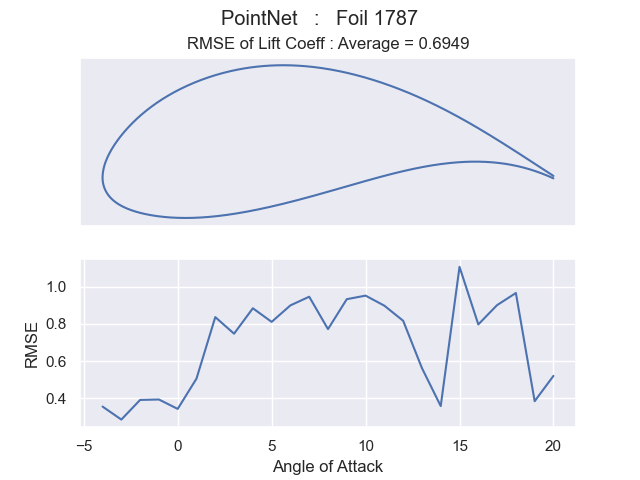 PointNet : Foil 1787
RMSE of Lift Coeff : Average = 0.6949
1.0
0.8
0.6
0.4
RMSE
−5 0 5 10 15 20
Angle of Attack